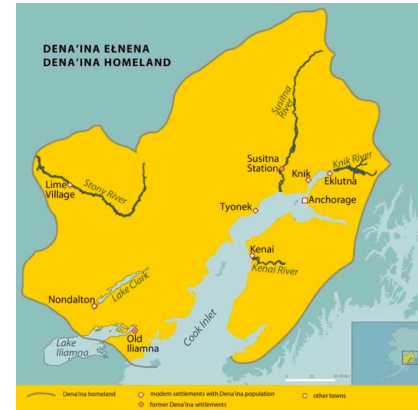 DENA'INA EŁNENA
DENA'INA HOMELAND
Susitna
River
Susitna
Station
Knik
Knik River
Eklutna
Lime
Village
Stony River
Tyonek
Anchorage
Kenai
Kenai River
Lake Clark
Nondalton
Cook Inlet
Old
Iliamna
Lake
Iliamna
Dena'ina homeland
modern settlements with Dena'ina population
other towns
former Dena'ina settlements